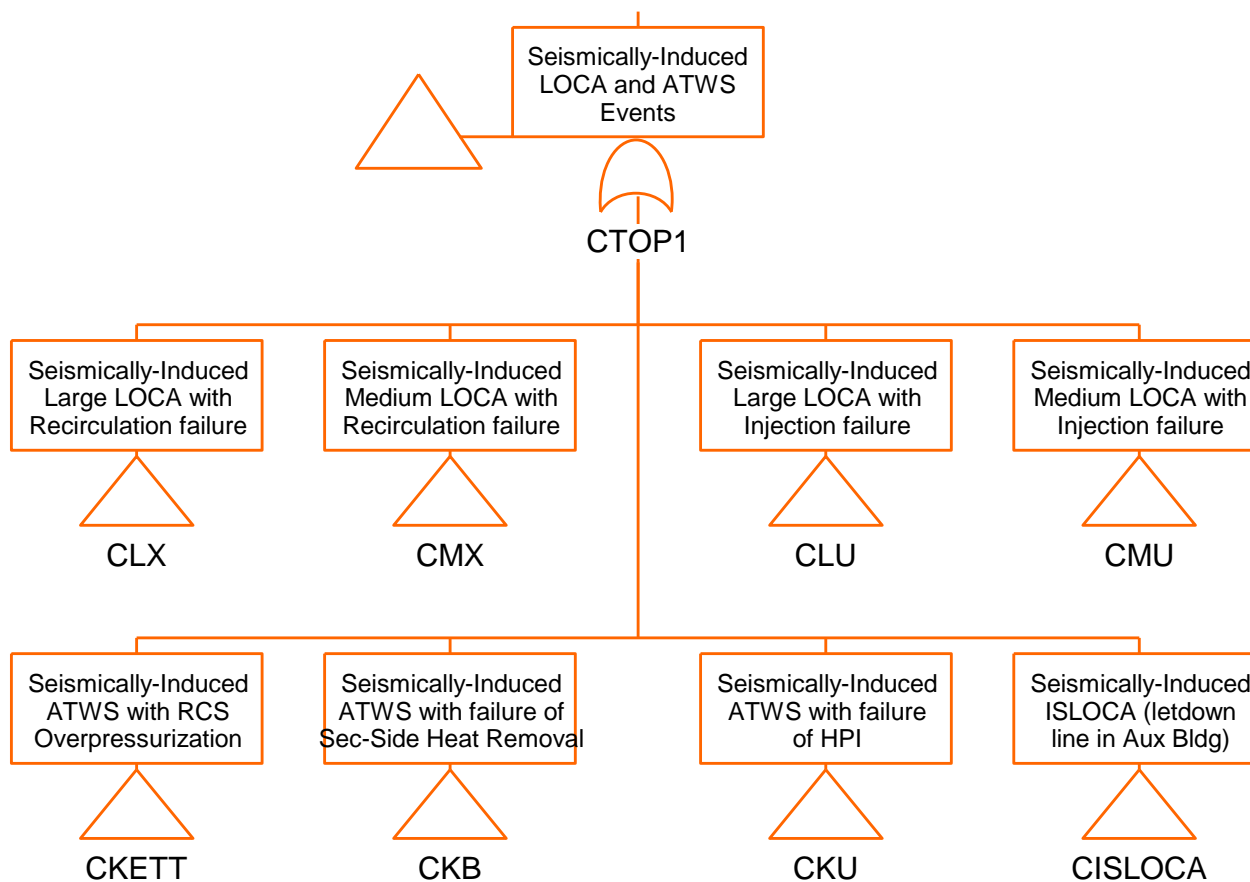 Seismically-Induced
LOCA and ATWS
Events
CTOP1
Seismically-Induced
Large LOCA with
Recirculation failure
CLX
Seismically-Induced
Medium LOCA with
Recirculation failure
CMX
Seismically-Induced
Large LOCA with
Injection failure
CLU
Seismically-Induced
Medium LOCA with
Injection failure
CMU
Seismically-Induced
ATWS with RCS
Overpressurization
CKETT
Seismically-Induced
ATWS with failure of
Sec-Side Heat Removal
CKB
Seismically-Induced
ATWS with failure
of HPI
CKU
Seismically-Induced
ISLOCA (letdown
line in Aux Bldg)
CISLOCA